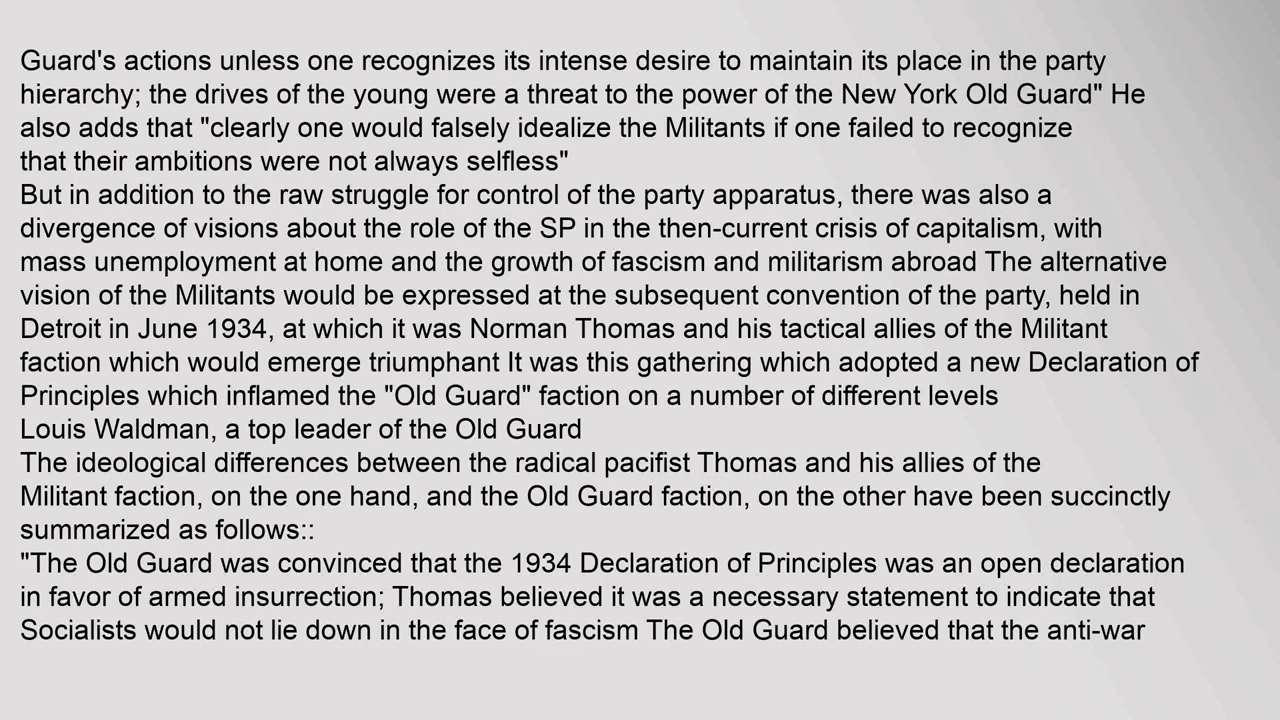 Guard's actions unless one recognizes its intense desire to maintain its place in the party
hierarchy; the drives of the young were a threat to the power of the New York Old Guard" He
also adds that "clearly one would falsely idealize the Militants if one failed to recognize
that their ambitions were not always selfless"
But in addition to the raw struggle for control of the party apparatus, there was also a
divergence of visions about the role of the SP in the then-current crisis of capitalism, with
mass unemployment at home and the growth of fascism and militarism abroad The alternative
vision of the Militants would be expressed at the subsequent convention of the party, held in
Detroit in June 1934, at which it was Norman Thomas and his tactical allies of the Militant
faction which would emerge triumphant It was this gathering which adopted a new Declaration of
Principles which inflamed the "Old Guard" faction on a number of different levels
Louis Waldman, a top leader of the Old Guard
The ideological differences between the radical pacifist Thomas and his allies of the
Militant faction, on the one hand, and the Old Guard faction, on the other have been succinctly
summarized as follows::
"The Old Guard was convinced that the 1934 Declaration of Principles was an open declaration
in favor of armed insurrection; Thomas believed it was a necessary statement to indicate that
Socialists would not lie down in the face of fascism The Old Guard believed that the anti-war